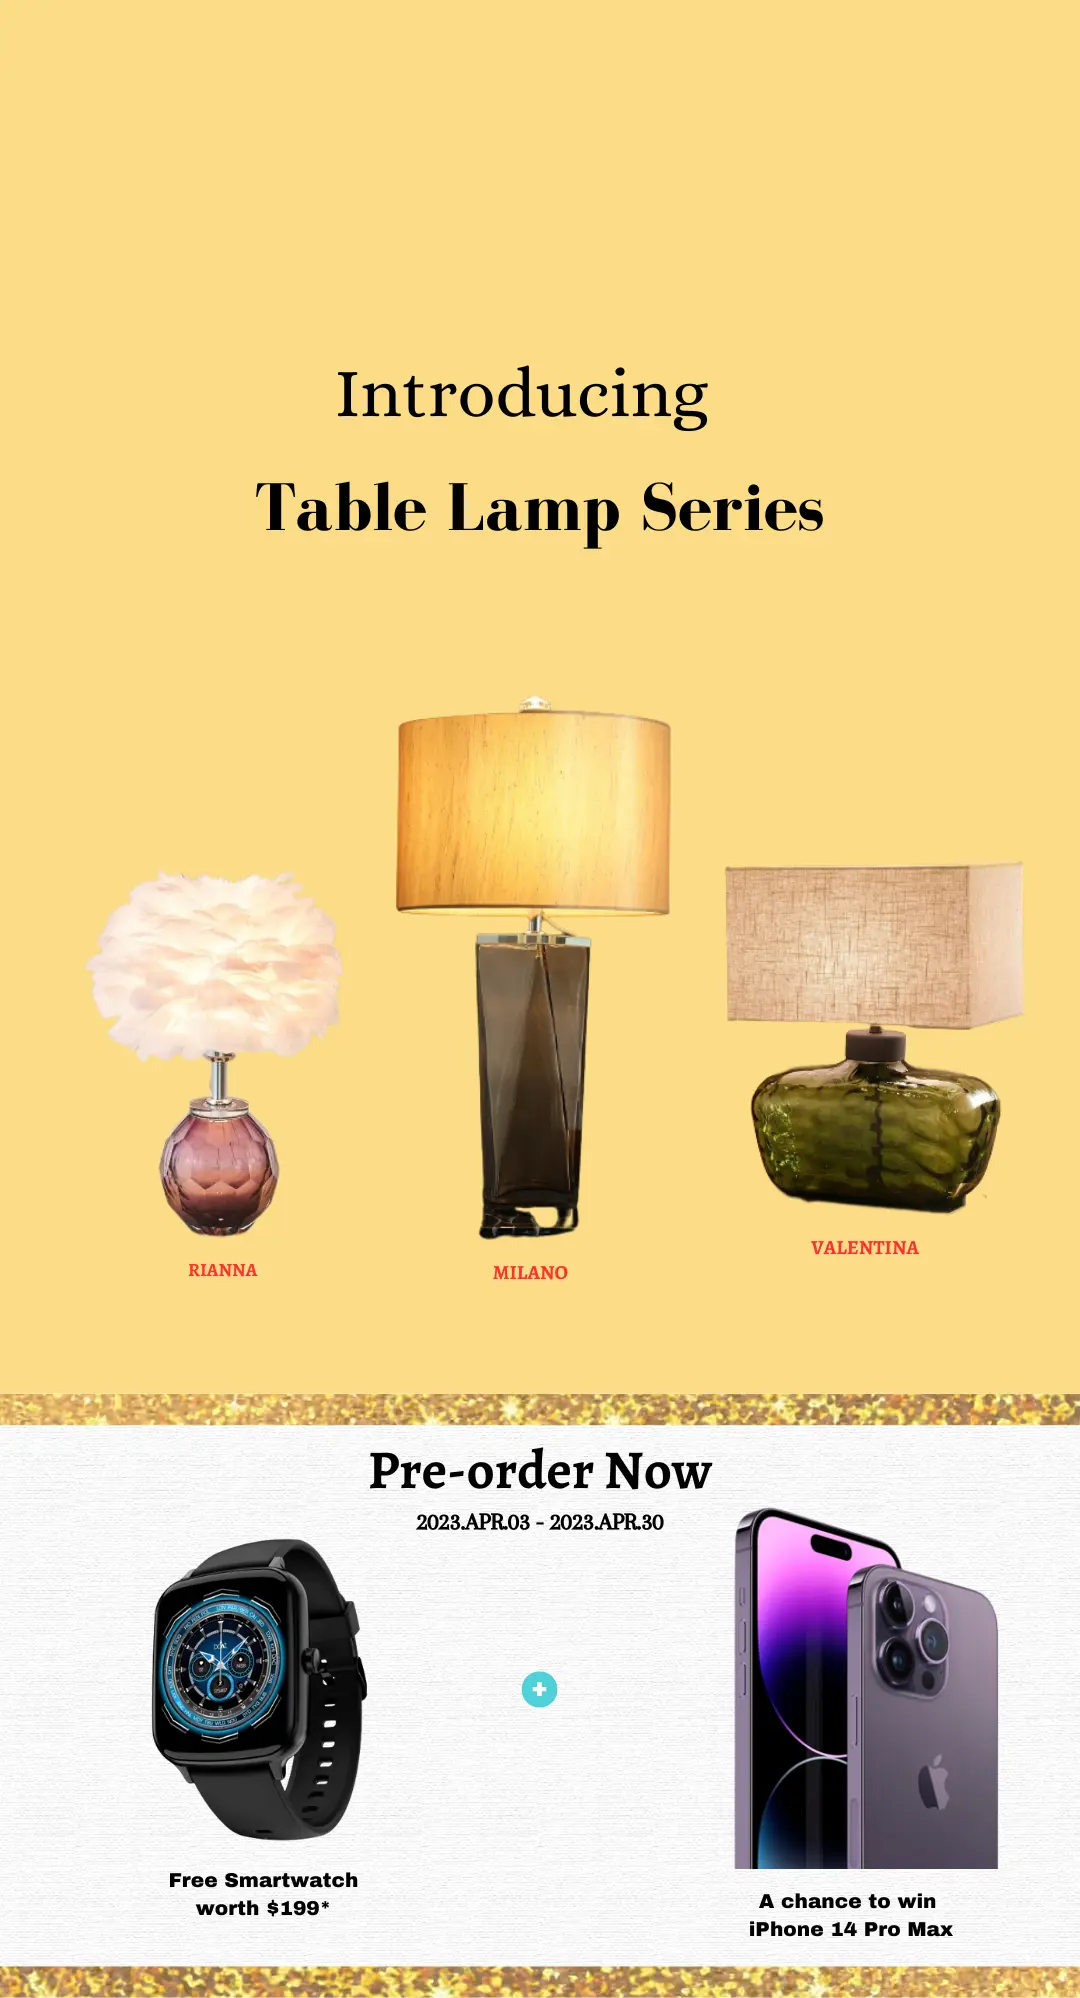 Introducing
Table Lamp Series
RIANNA
MILANO
VALENTINA
Pre-order Now
2023.APR.03 - 2023.APR.30
Free Smartwatch
worth $199*
A chance to win
iPhone 14 Pro Max